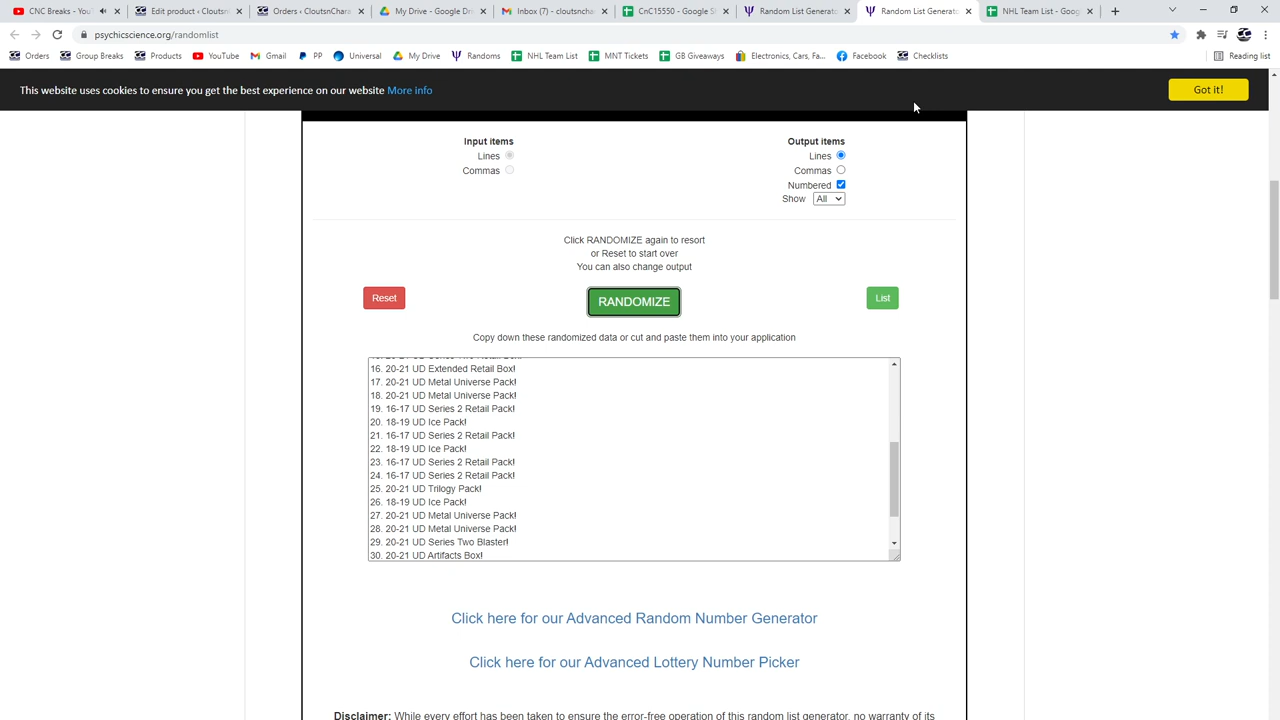 CNC Breaks - You
Edit product « Cloutsn
Orders « CloutsnChara
My Drive - Google Dri
Inbox (7) - cloutsnch
CnC15550 - Google S
Random List Generato
Random List Generato
NHL Team List - Goog
psychicscience.org/randomlist
Orders
Group Breaks
Products
YouTube
Gmail
PP
Universal
My Drive
Randoms
NHL Team List
MNT Tickets
GB Giveaways
Electronics, Cars, Fa...
Facebook
Checklists
Reading list
This website uses cookies to ensure you get the best experience on our website More info
Got it!
Input items
Lines
Commas
Output items
Lines
Commas
Numbered
Show All
Click RANDOMIZE again to resort
or Reset to start over
You can also change output
Reset
RANDOMIZE
List
Copy down these randomized data or cut and paste them into your application
16. 20-21 UD Extended Retail Box!
17. 20-21 UD Metal Universe Pack!
18. 20-21 UD Metal Universe Pack!
19. 16-17 UD Series 2 Retail Pack!
20. 18-19 UD Ice Pack!
21. 16-17 UD Series 2 Retail Pack!
22. 18-19 UD Ice Pack!
23. 16-17 UD Series 2 Retail Pack!
24. 16-17 UD Series 2 Retail Pack!
25. 20-21 UD Trilogy Pack!
26. 18-19 UD Ice Pack!
27. 20-21 UD Metal Universe Pack!
28. 20-21 UD Metal Universe Pack!
29. 20-21 UD Series Two Blaster!
30. 20-21 UD Artifacts Box!
Click here for our Advanced Random Number Generator
Click here for our Advanced Lottery Number Picker
Disclaimer: While every effort has been taken to ensure the error-free operation of this random list generator, no warranty of its